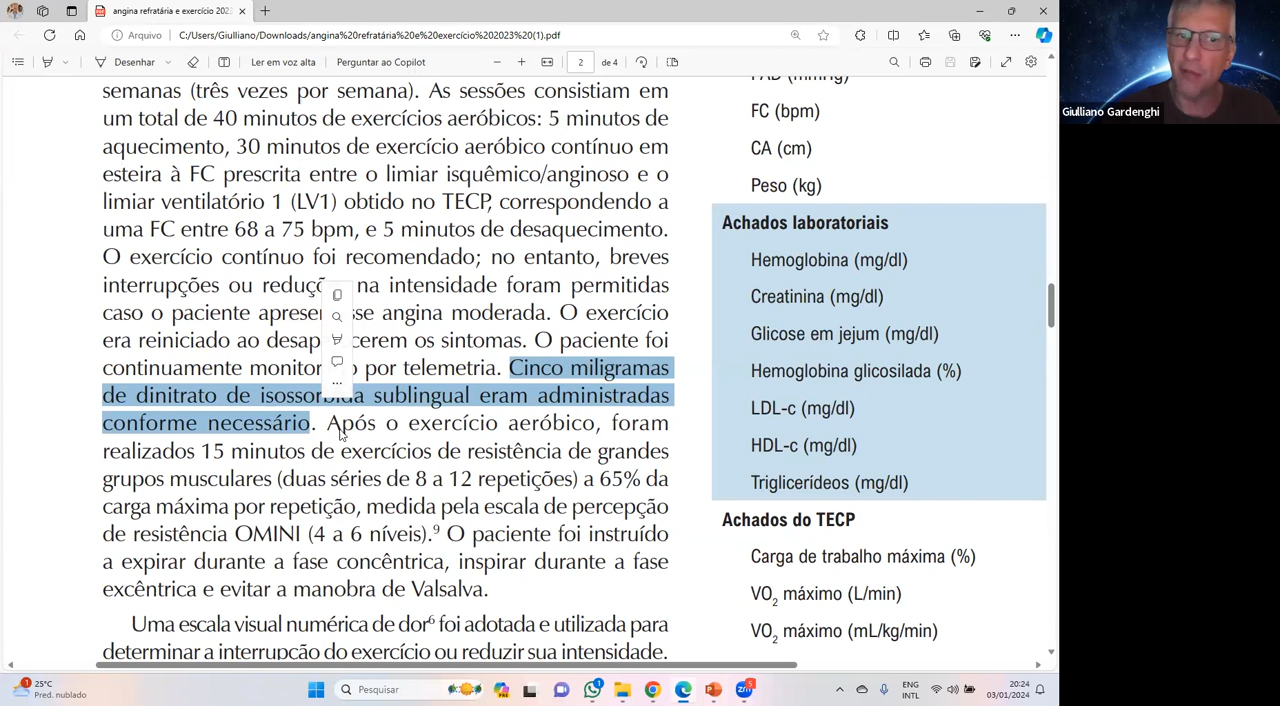 angina refratária e exercício 202
Arquivo
C:/Users/Giulliano/Downloads/angina%20refratária%20e%20exercício%202023%20(1).pdf
Desenhar
Ler em voz alta
Perguntar ao Copilot
2
de 4
semanas (três vezes por semana). As sessões consistiam em
um total de 40 minutos de exercícios aeróbicos: 5 minutos de
aquecimento, 30 minutos de exercício aeróbico contínuo em
esteira à FC prescrita entre o limiar isquêmico/anginoso e o
limiar ventilatório 1 (LV1) obtido no TECP, correspondendo a
uma FC entre 68 a 75 bpm, e 5 minutos de desaquecimento.
O exercício contínuo foi recomendado; no entanto, breves
interrupções ou reduç na intensidade foram permitidas
caso o paciente apresen sse angina moderada. O exercício
era reiniciado ao desap cerem os sintomas. O paciente foi
continuamente monitor o por telemetria. Cinco miligramas
de dinitrato de isossorbida sublingual eram administradas
conforme necessário. Após o exercício aeróbico, foram
realizados 15 minutos de exercícios de resistência de grandes
grupos musculares (duas séries de 8 a 12 repetições) a 65% da
carga máxima por repetição, medida pela escala de percepção
de resistência OMINI (4 a 6 níveis).9 O paciente foi instruído
a expirar durante a fase concêntrica, inspirar durante a fase
excêntrica e evitar a manobra de Valsalva.
Uma escala visual numérica de dor6 foi adotada e utilizada para
determinar a interrupção do exercício ou reduzir sua intensidade.
PAD (mmHg)
FC (bpm)
CA (cm)
Peso (kg)
Achados laboratoriais
Hemoglobina (mg/dl)
Creatinina (mg/dl)
Glicose em jejum (mg/dl)
Hemoglobina glicosilada (%)
LDL-c (mg/dl)
HDL-c (mg/dl)
Triglicerídeos (mg/dl)
Achados do TECP
Carga de trabalho máxima (%)
VO2 máximo (L/min)
VO2 máximo (mL/kg/min)
Giulliano Gardenghi
1
25°C
Pred. nublado
Pesquisar
1
5
ENG
INTL
20:24
03/01/2024